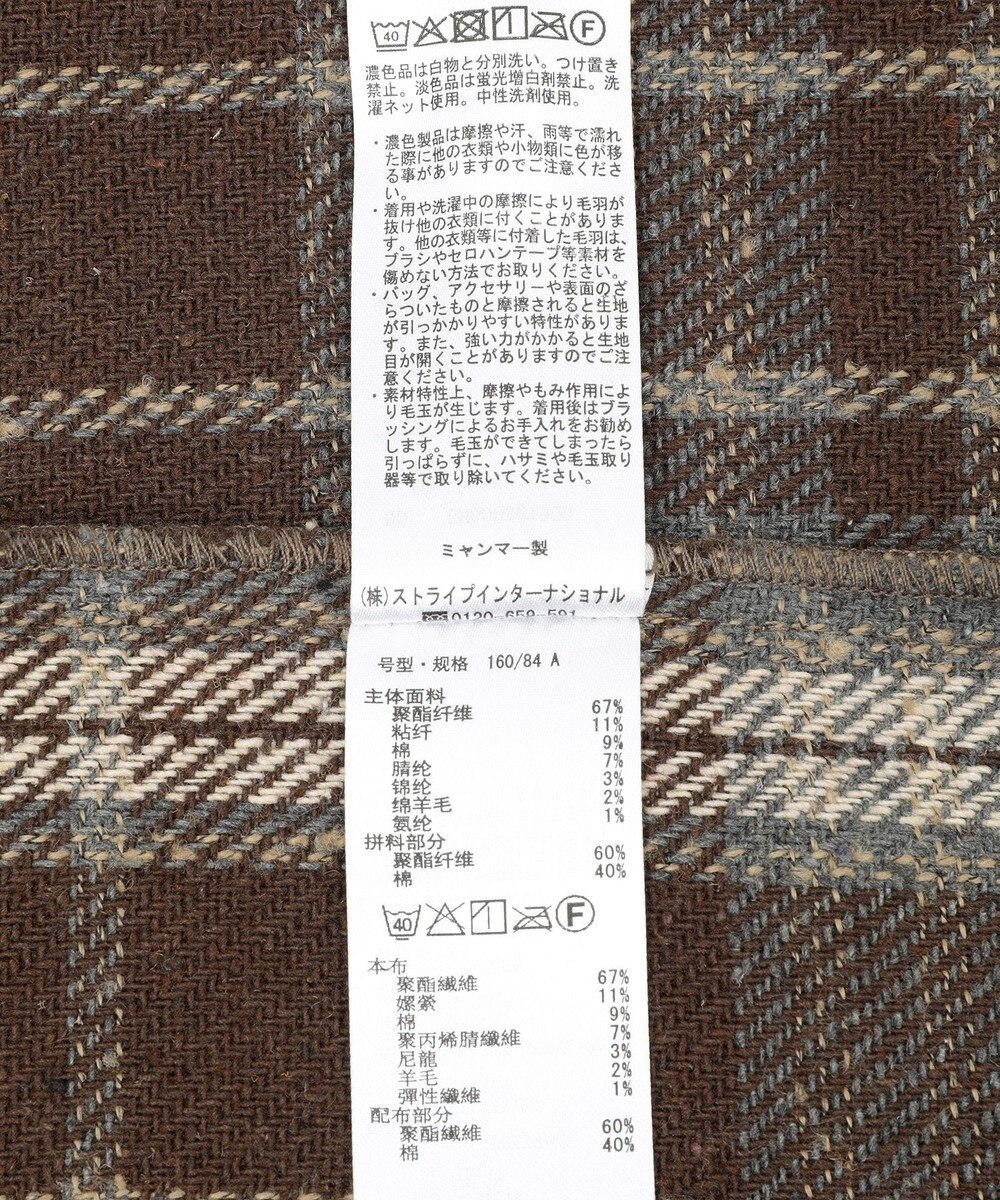 40 F
濃色品は白物と分別洗い。つけ置き
禁止。淡色品は蛍光増白剤禁止。洗
濯ネット使用。中性洗剤使用。
・濃色製品は摩擦や汗、雨等で濡れ
た際に他の衣類や小物類に色が移
る事がありますのでご注意くださ
い。
・着用や洗濯中の摩擦により毛羽が
抜け他の衣類に付くことがありま
す。他の衣類等に付着した毛羽は、
ブラシやセロハンテープ等素材を
傷めない方法でお取りください。
・バッグ、アクセサリーや表面のざ
らついたものと摩擦されると生地
が引っかかりやすい特性がありま
す。また、強い力がかかると生地
目が開くことがありますのでご注
意ください。
・素材特性上、摩擦やもみ作用によ
り毛玉が生じます。着用後はブラ
ッシングによるお手入れをお勧め
します。毛玉ができてしまったら
引っぱらずに、ハサミや毛玉取り
器等で取り除いてください。
ミャンマー製
(株)ストライプインターナショナル
0120-659-591
号型・规格 160/84 A
主体面料
聚酯纤维 67%
粘纤 11%
棉 9%
腈纶 7%
锦纶 3%
绵羊毛 2%
氨纶 1%
拼料部分
聚酯纤维 60%
棉 40%
40 F
本布
聚酯纖維 67%
嫘縈 11%
棉 9%
聚丙烯腈纖維 7%
尼龍 3%
羊毛 2%
彈性纖維 1%
配布部分
聚酯纖維 60%
棉 40%